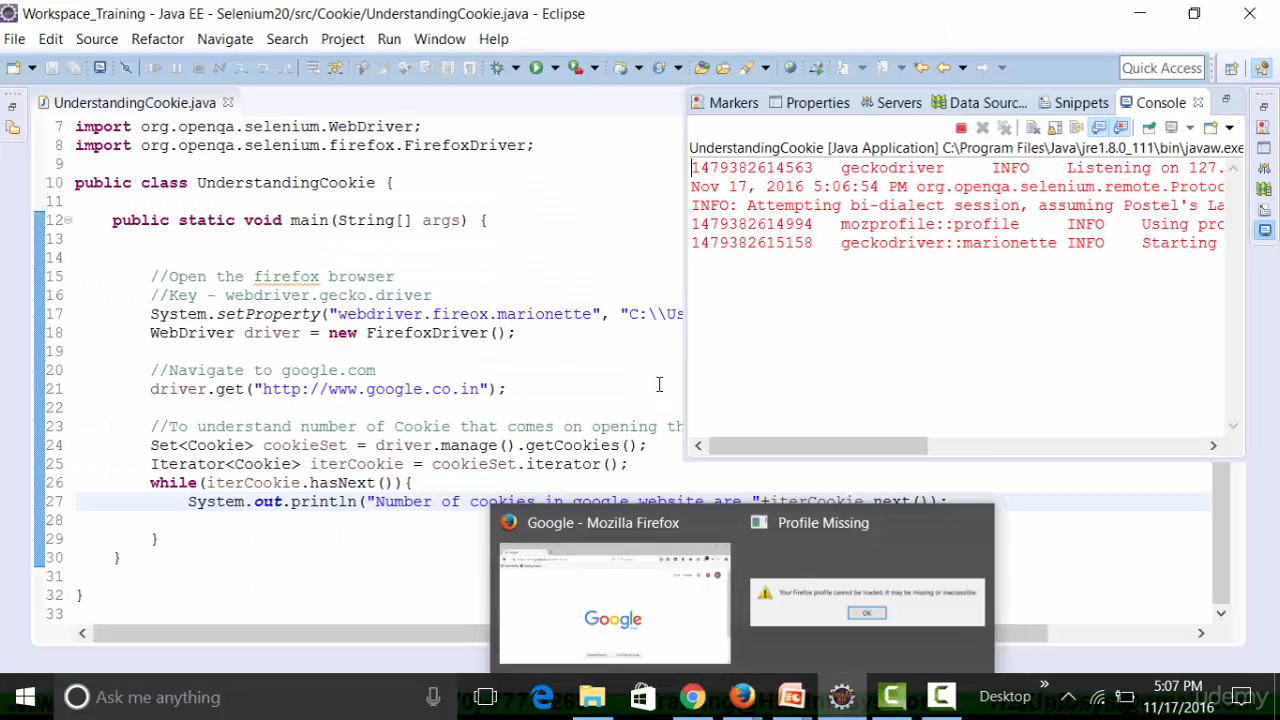 Workspace_Training - Java EE - Selenium20/src/Cookie/UnderstandingCookie.java - Eclipse
File Edit Source Refactor Navigate Search Project Run Window Help
Quick Access
UnderstandingCookie.java
7 import org.openqa.selenium.WebDriver;
8 import org.openqa.selenium.firefox.FirefoxDriver;
9
10 public class UnderstandingCookie {
11
12 public static void main(String[] args) {
13
14
15 //Open the firefox browser
16 //Key - webdriver.gecko.driver
17 System.setProperty("webdriver.fireox.marionette", "C:\\Us
18 WebDriver driver = new FirefoxDriver();
19
20 //Navigate to google.com
21 driver.get("http://www.google.co.in");
22
23 //To understand number of Cookie that comes on opening th
24 Set<Cookie> cookieSet = driver.manage().getCookies();
25 Iterator<Cookie> iterCookie = cookieSet.iterator();
26 while(iterCookie.hasNext()){
27 System.out.println("Number of cookies in google website are "+iterCookie.next());
28
29 }
30 }
31
32 }
33
Markers Properties Servers Data Sourc... Snippets Console
UnderstandingCookie [Java Application] C:\Program Files\Java\jre1.8.0_111\bin\javaw.exe
1479382614563 geckodriver INFO Listening on 127.
Nov 17, 2016 5:06:54 PM org.openqa.selenium.remote.Protoc
INFO: Attempting bi-dialect session, assuming Postel's La
1479382614994 mozprofile::profile INFO Using pro
1479382615158 geckodriver::marionette INFO Starting
Google - Mozilla Firefox
Profile Missing
Google
Your Firefox profile cannot be loaded. It may be missing or inaccessible.
OK
Ask me anything
Desktop
5:07 PM
11/17/2016
udemy